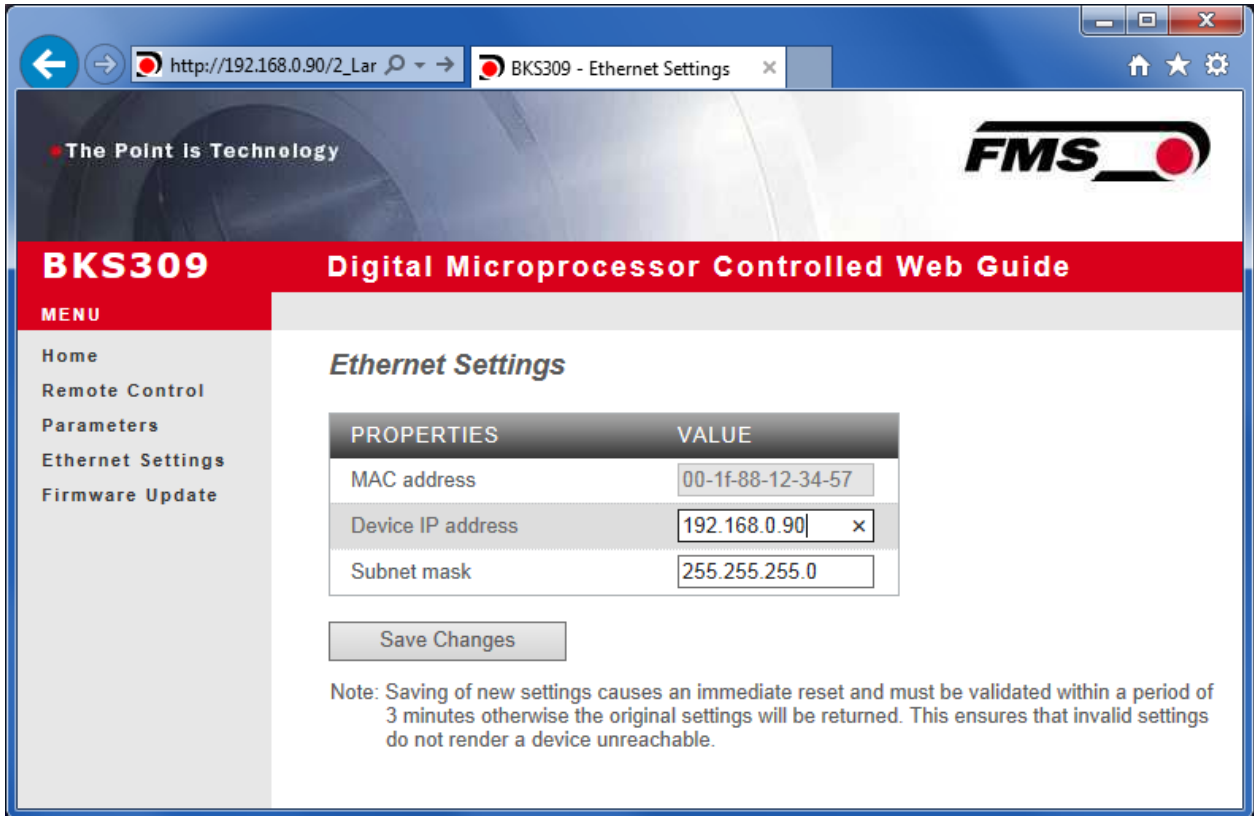 http://192.168.0.90/2_Lar
BKS309 - Ethernet Settings
The Point is Technology
FMS
BKS309
Digital Microprocessor Controlled Web Guide
MENU
Home
Remote Control
Parameters
Ethernet Settings
Firmware Update
Ethernet Settings
PROPERTIES VALUE
MAC address 00-1f-88-12-34-57
Device IP address 192.168.0.90
Subnet mask 255.255.255.0
Save Changes
Note: Saving of new settings causes an immediate reset and must be validated within a period of
3 minutes otherwise the original settings will be returned. This ensures that invalid settings
do not render a device unreachable.